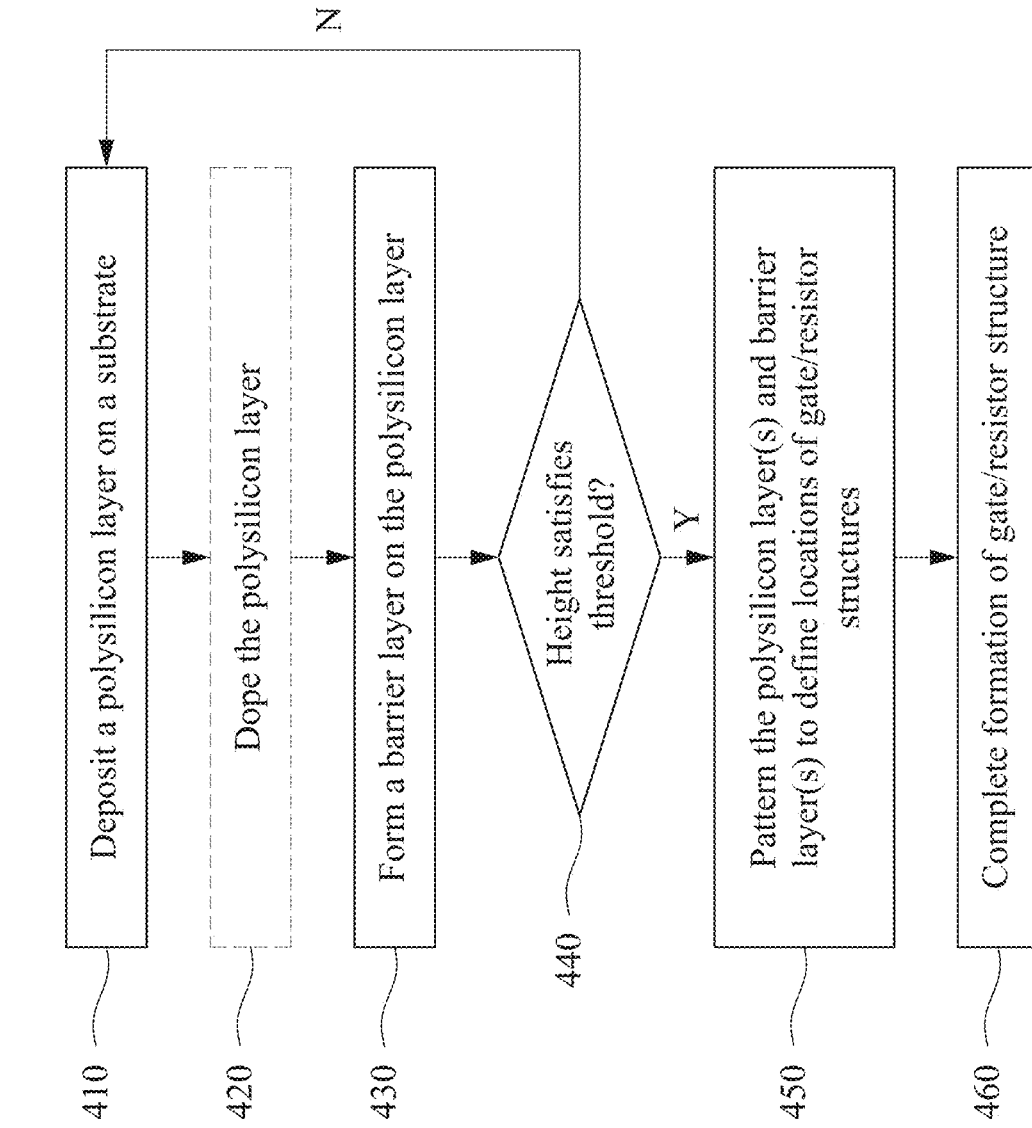 410
Deposit a polysilicon layer on a substrate
420
Dope the polysilicon layer
430
Form a barrier layer on the polysilicon layer
440
Height satisfies
threshold?
N
Y
450
Pattern the polysilicon layer(s) and barrier
layer(s) to define locations of gate/resistor
structures
460
Complete formation of gate/resistor structure